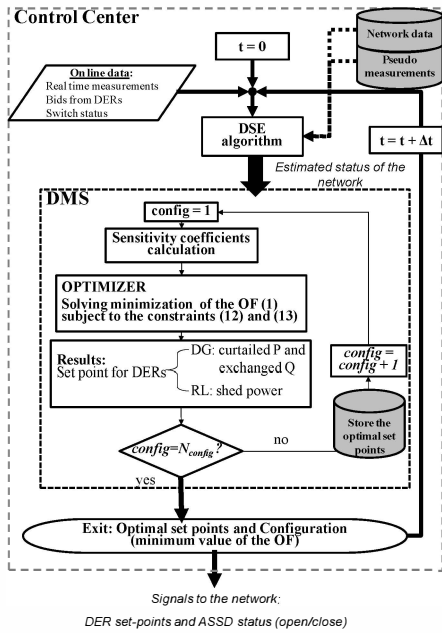 Control Center
t = 0
Network data
Pseudo
measurements
On line data:
Real time measurements
Bids from DERs
Switch status
DSE
algorithm
t = t + Δt
Estimated status of the
network
DMS
config = 1
Sensitivity coefficients
calculation
OPTIMIZER
Solving minimization of the OF (1)
subject to the constraints (12) and (13)
Results:
Set point for DERs
DG: curtailed P and
exchanged Q
RL: shed power
config =
config + 1
Store the
optimal set
points
config=Nconfig?
no
yes
Exit: Optimal set points and Configuration
(minimum value of the OF)
Signals to the network;
DER set-points and ASSD status (open/close)